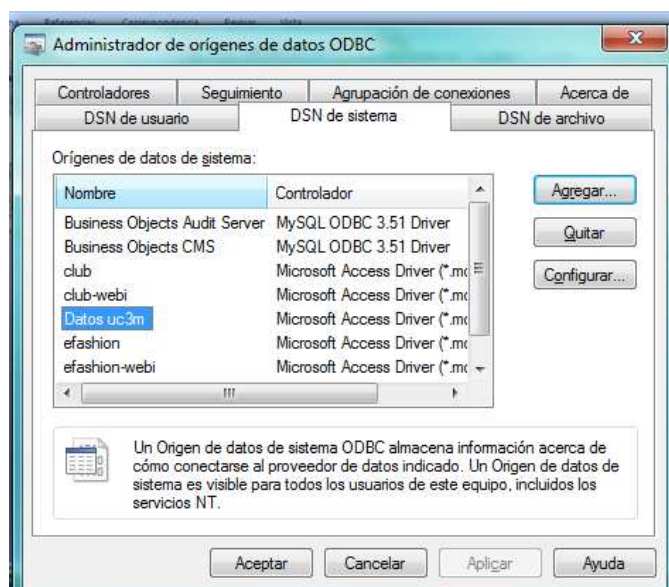 Referencias Correspondencia Revisar Vista
Administrador de orígenes de datos ODBC
Controladores Seguimiento Agrupación de conexiones Acerca de
DSN de usuario DSN de sistema DSN de archivo
Orígenes de datos de sistema:
Nombre Controlador
Business Objects Audit Server MySQL ODBC 3.51 Driver
Business Objects CMS MySQL ODBC 3.51 Driver
club Microsoft Access Driver (*.mc
club-webi Microsoft Access Driver (*.mc
Datos uc3m Microsoft Access Driver (*.mc
efashion Microsoft Access Driver (*.mc
efashion-webi Microsoft Access Driver (*.mc
Agregar...
Quitar
Configurar...
Un Origen de datos de sistema ODBC almacena información acerca de
cómo conectarse al proveedor de datos indicado. Un Origen de datos de
sistema es visible para todos los usuarios de este equipo, incluidos los
servicios NT.
Aceptar Cancelar Aplicar Ayuda